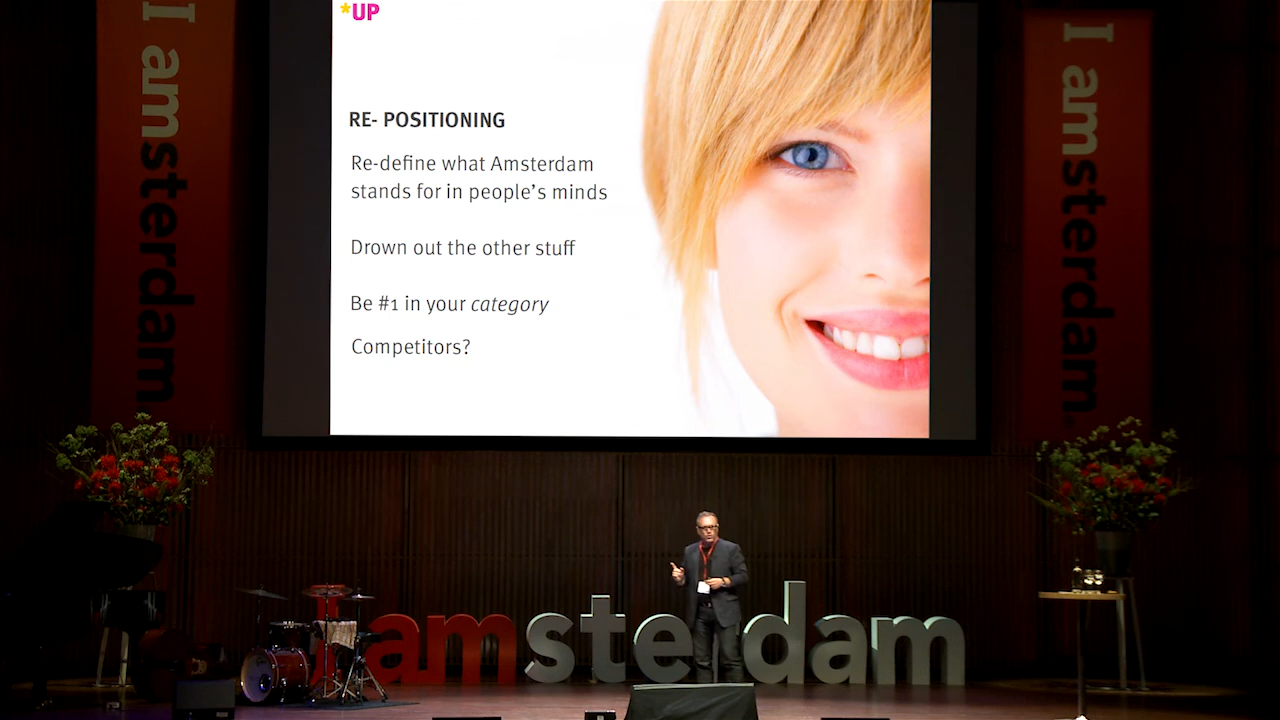 *UP
RE- POSITIONING
Re-define what Amsterdam
stands for in people's minds
Drown out the other stuff
Be #1 in your category
Competitors?
I amsterdam
I amsterdam
I amsterdam